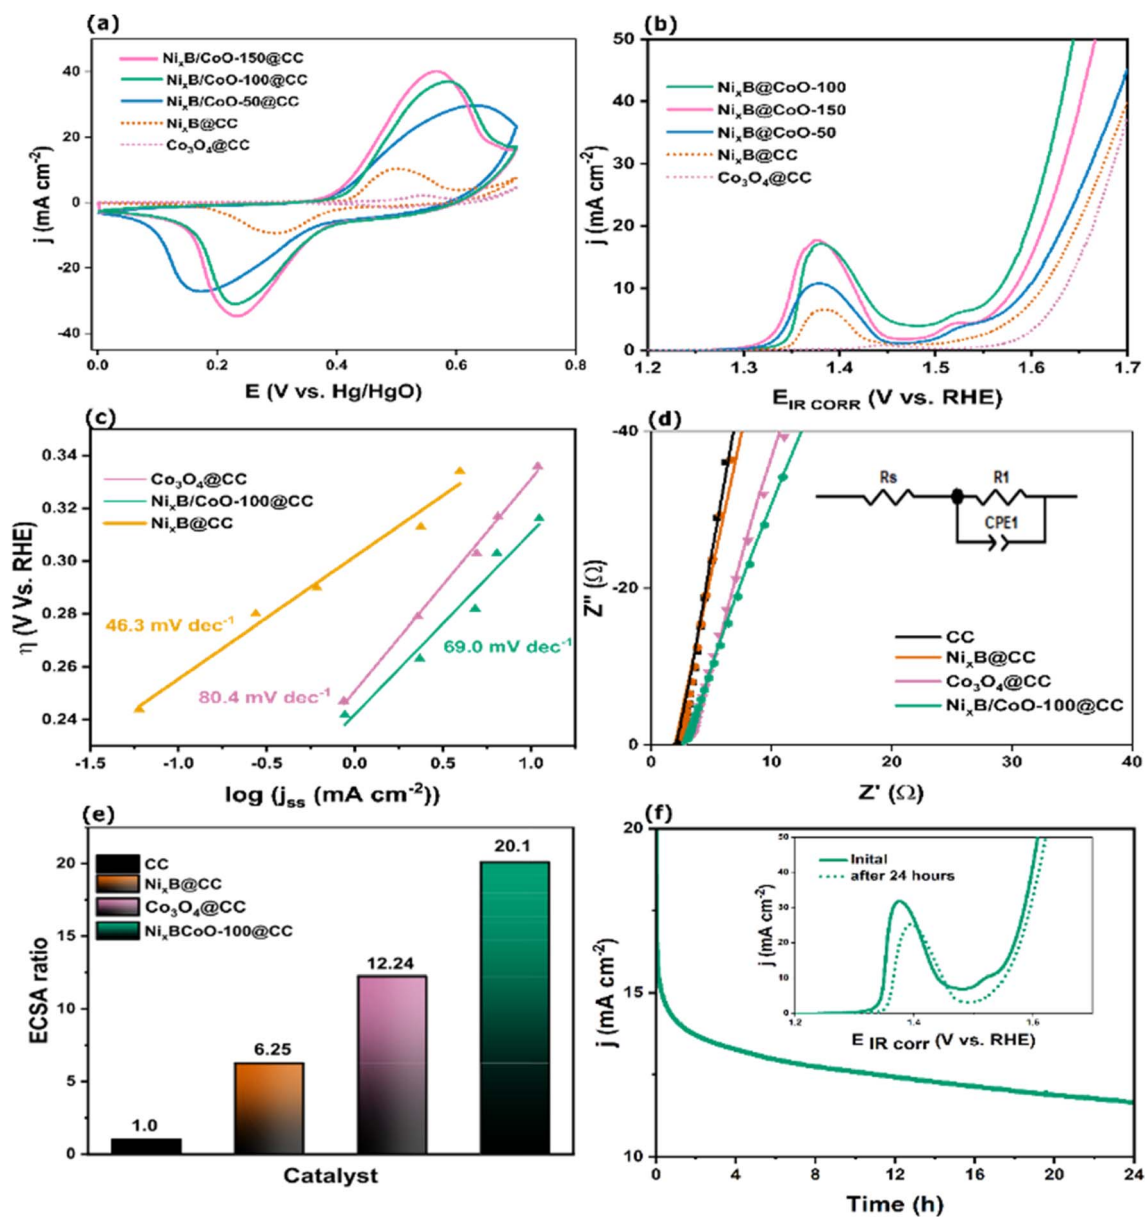 (a)
NiₓB/CoO-150@CC
NiₓB/CoO-100@CC
NiₓB/CoO-50@CC
NiₓB@CC
Co₃O₄@CC
j (mA cm⁻²)
40
20
0
-20
-40
0.0 0.2 0.4 0.6 0.8
E (V vs. Hg/HgO)
(b)
NiₓB@CoO-100
NiₓB@CoO-150
NiₓB@CoO-50
NiₓB@CC
Co₃O₄@CC
j (mA cm⁻²)
50
40
30
20
10
0
1.2 1.3 1.4 1.5 1.6 1.7
E_IR CORR (V vs. RHE)
(c)
Co₃O₄@CC
NiₓB/CoO-100@CC
NiₓB@CC
46.3 mV dec⁻¹
69.0 mV dec⁻¹
80.4 mV dec⁻¹
η (V Vs. RHE)
0.34
0.32
0.30
0.28
0.26
0.24
-1.5 -1.0 -0.5 0.0 0.5 1.0
log (jₛₛ (mA cm⁻²))
(d)
Rs R1
CPE1
CC
NiₓB@CC
Co₃O₄@CC
NiₓB/CoO-100@CC
Z'' (Ω)
-40
-20
0
0 10 20 30 40
Z' (Ω)
(e)
CC
NiₓB@CC
Co₃O₄@CC
NiₓBCoO-100@CC
1.0
6.25
12.24
20.1
ECSA ratio
20
15
10
5
0
Catalyst
(f)
Inital
after 24 hours
j (mA cm⁻²)
50
40
30
20
10
0
1.2 1.4 1.6
E IR corr (V vs. RHE)
j (mA cm⁻²)
20
15
10
0 4 8 12 16 20 24
Time (h)